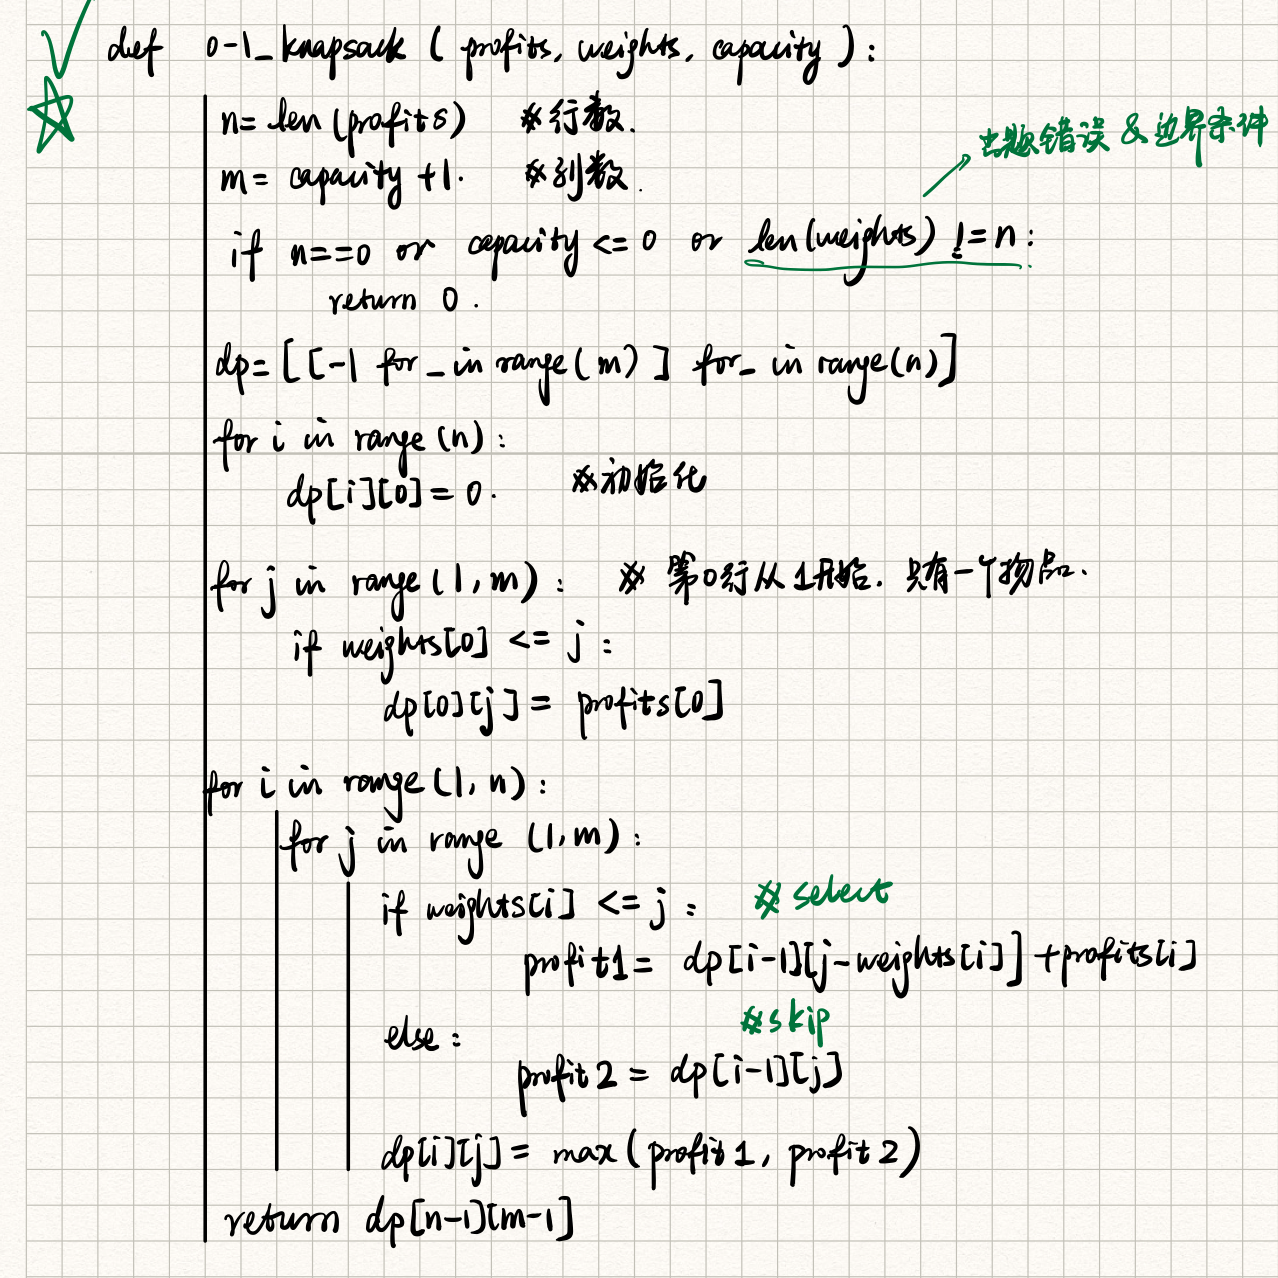 def 0-1_knapsack ( profits, weights, capacity ):
n= len (profits) #行数.
出题错误 & 边界条件
m= capacity +1. #列数.
if n==0 or capacity <= 0 or len(weights) != n:
return 0.
dp= [ [-1 for _ in range( m) ] for _ in range(n)]
for i in range (n):
dp[i][0] = 0. #初始化
for j in range (1, m): # 第0行从1开始. 只有一个物品.
if weights[0] <= j :
dp[0][j] = profits[0]
for i in range (1, n):
for j in range (1, m):
if weights[i] <= j : # select
profit1 = dp[i-1][j-weights[i]] + profits[i]
else: #skip
profit2 = dp[i-1][j]
dp[i][j] = max (profit1, profit2)
return dp[n-1][m-1]